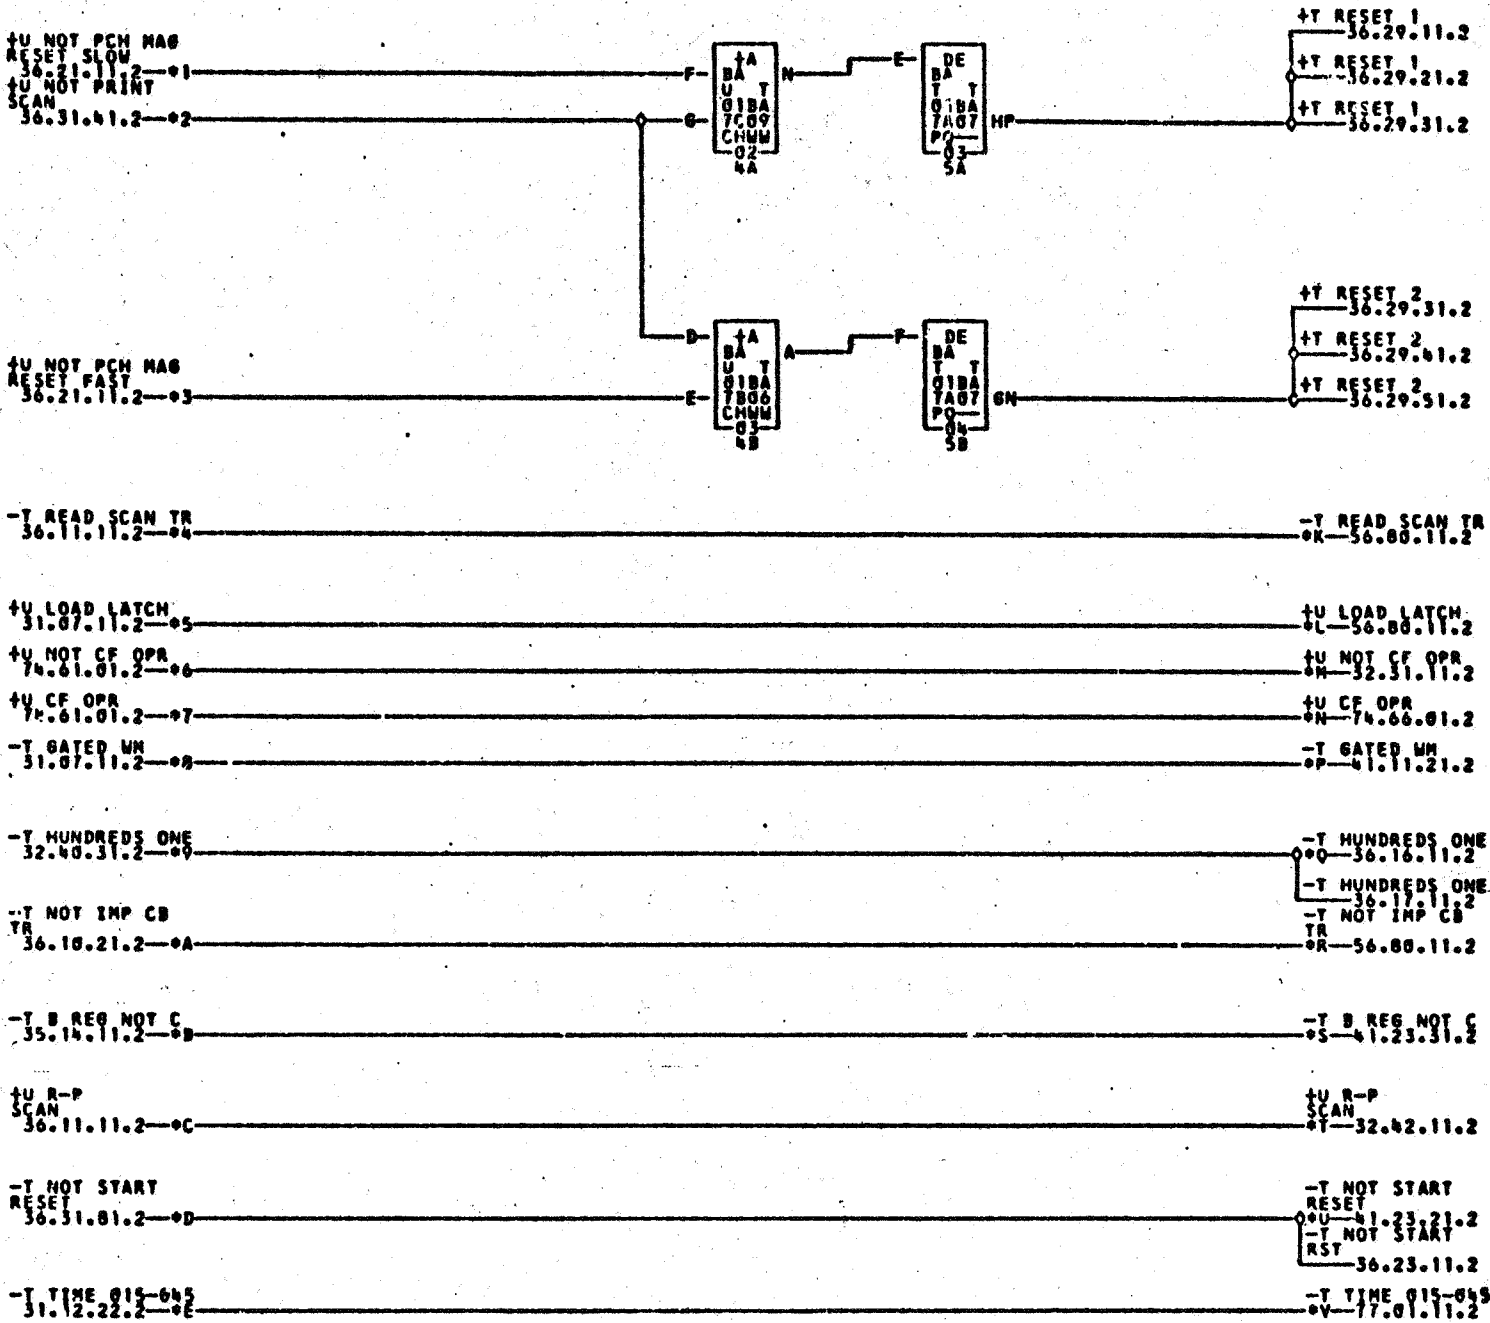 +U NOT PCH MAG
RESET SLOW
36.21.11.2—*1
+U NOT PRINT
SCAN
36.31.41.2—*2
F
G
+A
BA
U T
01BA
7C09
CHWW
02
4A
N
E
DE
BA
T T
01BA
7A07
PQ—
03
5A
HP
+T RESET 1
36.29.11.2
+T RESET 1
36.29.21.2
+T RESET 1
36.29.31.2
+U NOT PCH MAG
RESET FAST
36.21.11.2—*3
D
E
+A
BA
U T
01BA
7B06
CHWW
03
4B
A
F
DE
BA
T T
01BA
7A07
PQ—
04
5B
GN
+T RESET 2
36.29.31.2
+T RESET 2
36.29.41.2
+T RESET 2
36.29.51.2
-T READ SCAN TR
36.11.11.2—*4
-T READ SCAN TR
*K—56.80.11.2
+U LOAD LATCH
31.07.11.2—*5
+U LOAD LATCH
*L—56.80.11.2
+U NOT CF OPR
74.61.01.2—*6
+U NOT CF OPR
*M—32.31.11.2
+U CF OPR
74.61.01.2—*7
+U CF OPR
*N—74.66.01.2
-T GATED WM
31.07.11.2—*8
-T GATED WM
*P—41.11.21.2
-T HUNDREDS ONE
32.40.31.2—*9
-T HUNDREDS ONE
*Q—36.16.11.2
-T HUNDREDS ONE
36.17.11.2
-T NOT IMP CB
TR
36.10.21.2—*A
-T NOT IMP CB
TR
*R—56.80.11.2
-T B REG NOT C
35.14.11.2—*B
-T B REG NOT C
*S—41.23.31.2
+U R-P
SCAN
36.11.11.2—*C
+U R-P
SCAN
*T—32.42.11.2
-T NOT START
RESET
36.31.81.2—*D
-T NOT START
RESET
*U—41.23.21.2
-T NOT START
RST
36.23.11.2
-T TIME 015-045
31.12.22.2—*E
-T TIME 015-045
*V—77.01.11.2